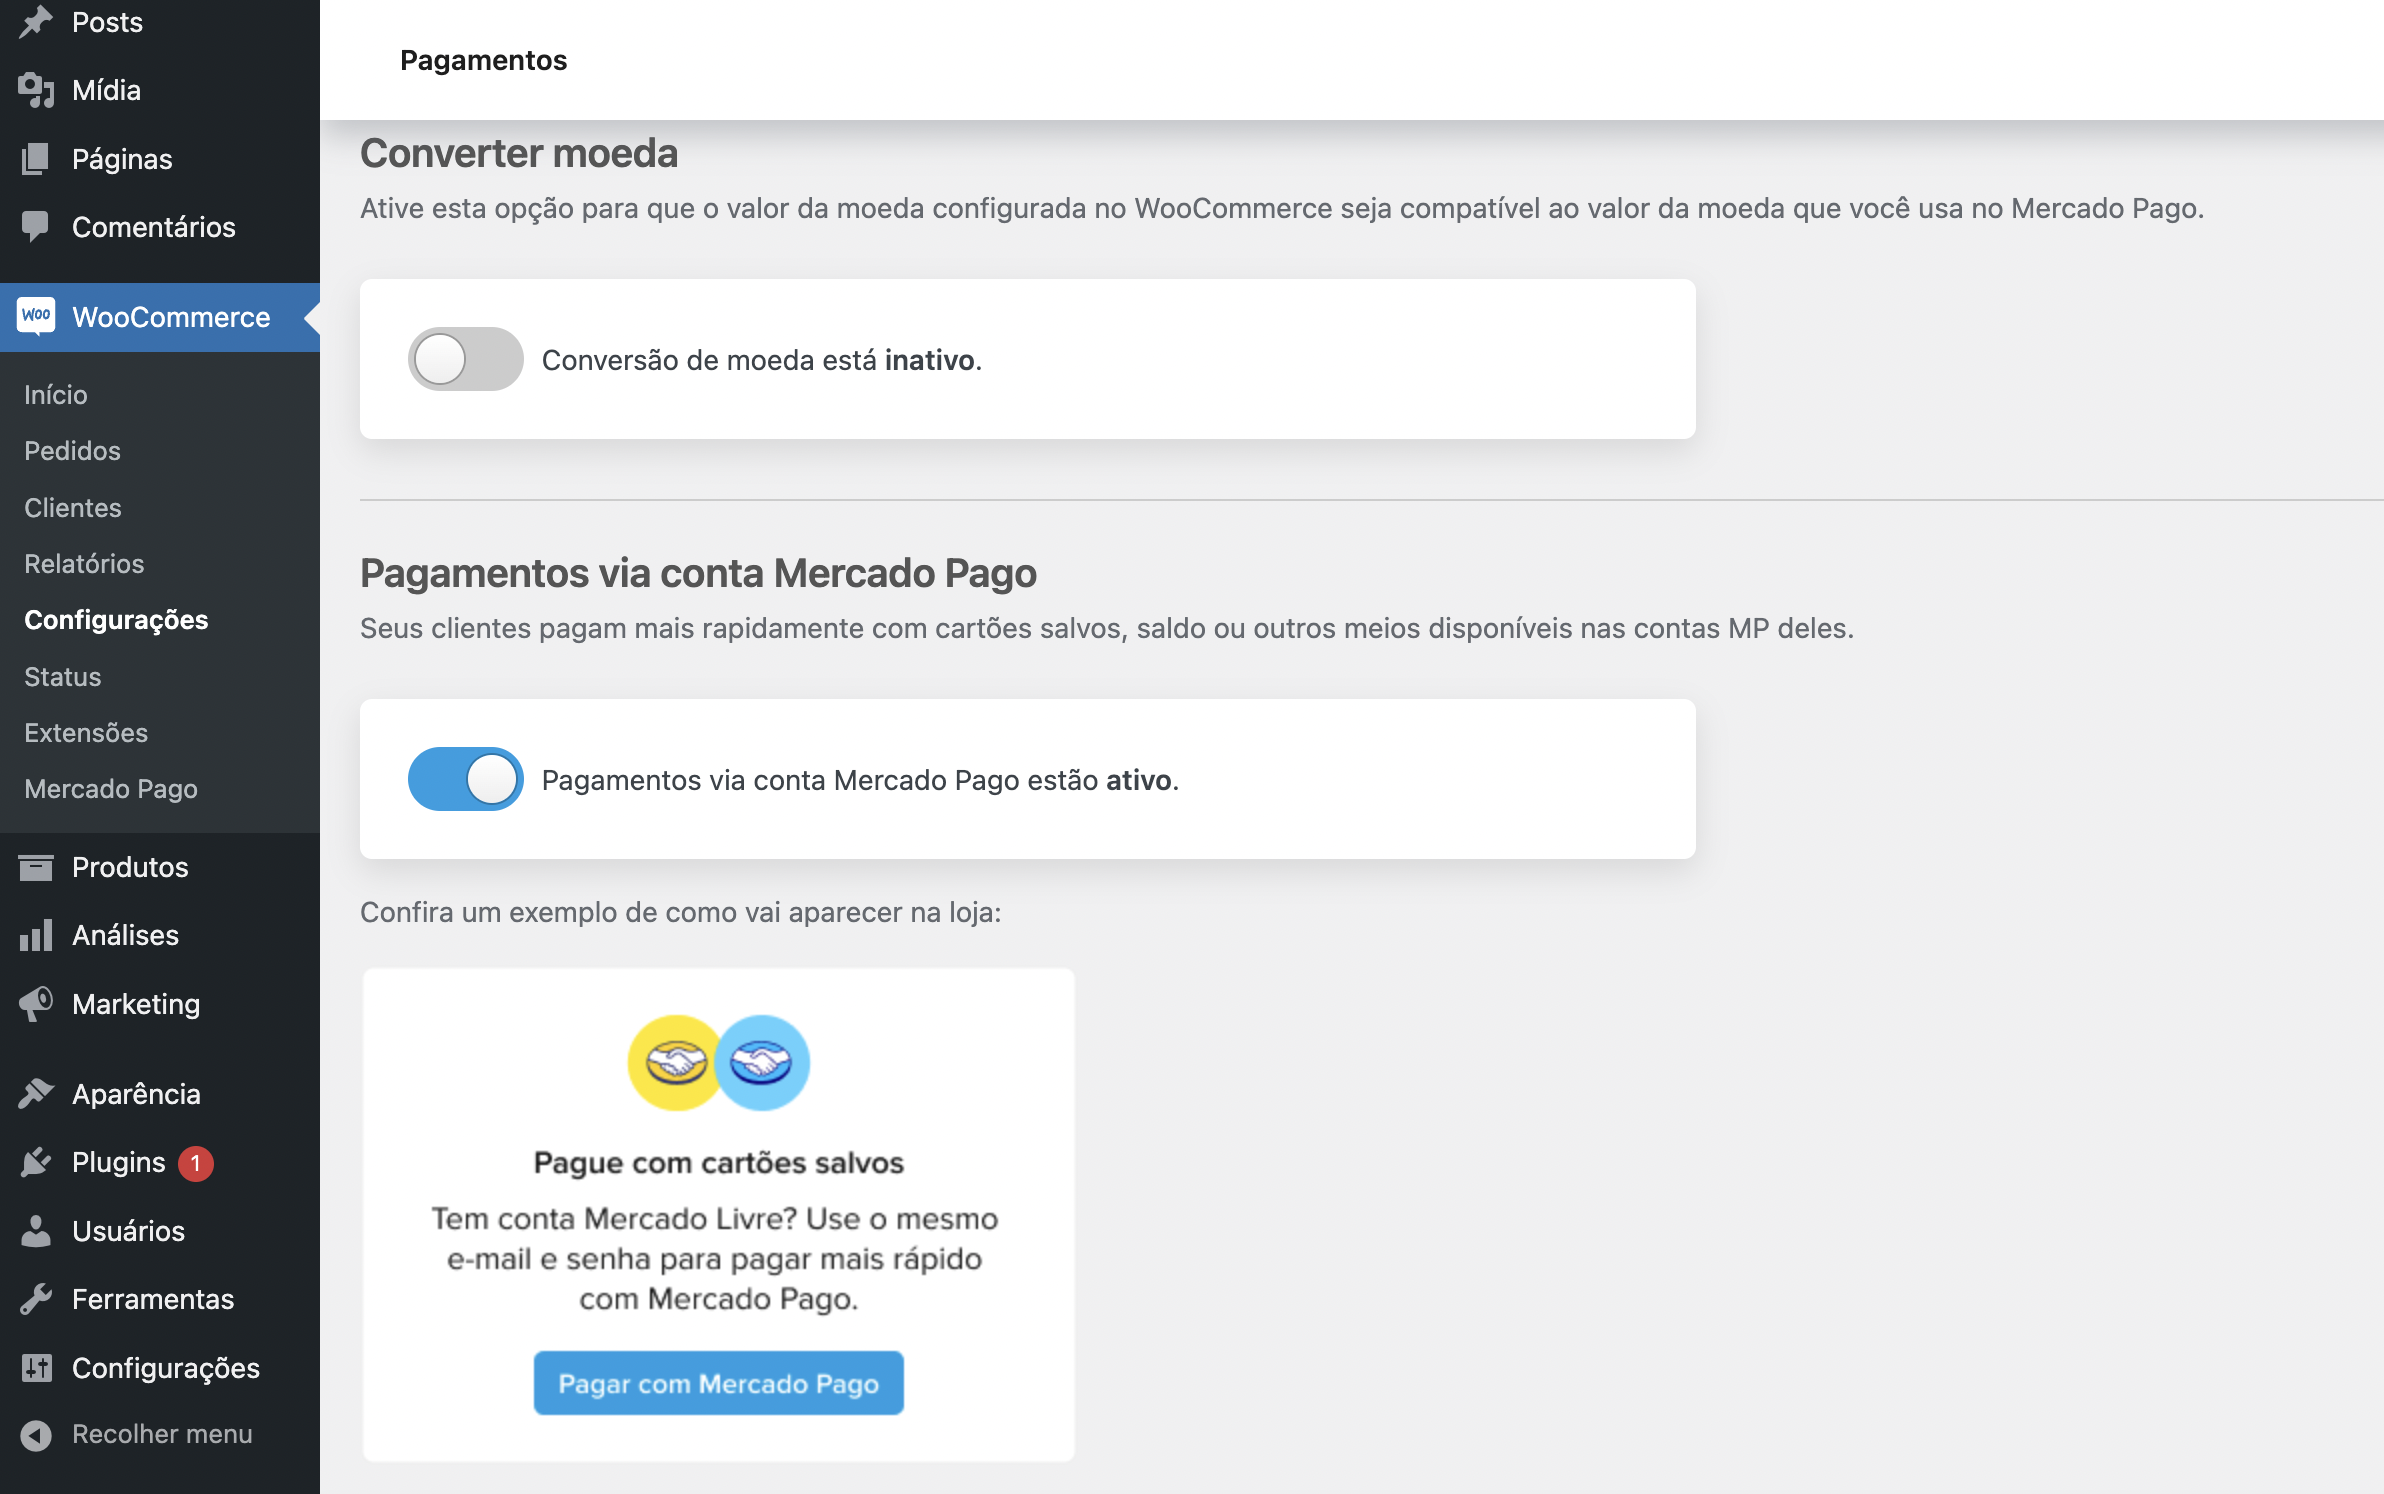 Posts
Mídia
Páginas
Comentários
Woo WooCommerce
Início
Pedidos
Clientes
Relatórios
Configurações
Status
Extensões
Mercado Pago
Produtos
Análises
Marketing
Aparência
Plugins 1
Usuários
Ferramentas
Configurações
Recolher menu
Pagamentos
Converter moeda
Ative esta opção para que o valor da moeda configurada no WooCommerce seja compatível ao valor da moeda que você usa no Mercado Pago.
Conversão de moeda está inativo.
Pagamentos via conta Mercado Pago
Seus clientes pagam mais rapidamente com cartões salvos, saldo ou outros meios disponíveis nas contas MP deles.
Pagamentos via conta Mercado Pago estão ativo.
Confira um exemplo de como vai aparecer na loja:
Pague com cartões salvos
Tem conta Mercado Livre? Use o mesmo
e-mail e senha para pagar mais rápido
com Mercado Pago.
Pagar com Mercado Pago